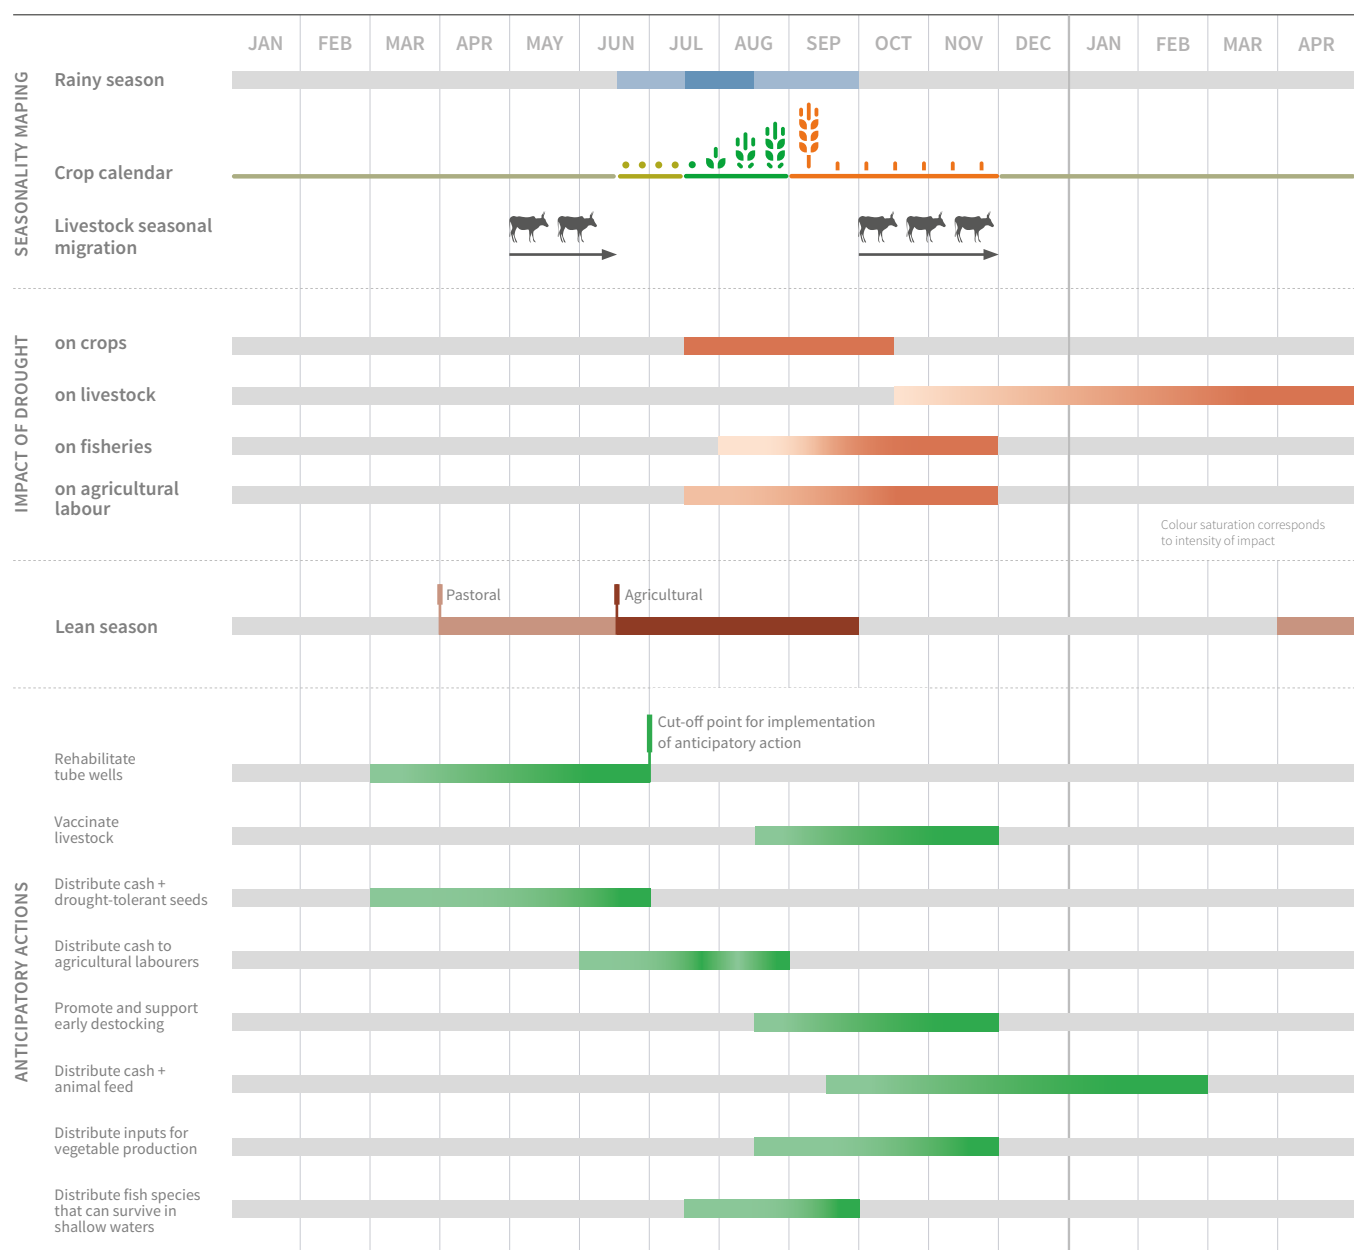 JAN FEB MAR APR MAY JUN JUL AUG SEP OCT NOV DEC JAN FEB MAR APR
SEASONALITY MAPING
Rainy season
Crop calendar
Livestock seasonal
migration
IMPACT OF DROUGHT
on crops
on livestock
on fisheries
on agricultural
labour
Colour saturation corresponds
to intensity of impact
Pastoral
Agricultural
Lean season
Cut-off point for implementation
of anticipatory action
ANTICIPATORY ACTIONS
Rehabilitate
tube wells
Vaccinate
livestock
Distribute cash +
drought-tolerant seeds
Distribute cash to
agricultural labourers
Promote and support
early destocking
Distribute cash +
animal feed
Distribute inputs for
vegetable production
Distribute fish species
that can survive in
shallow waters